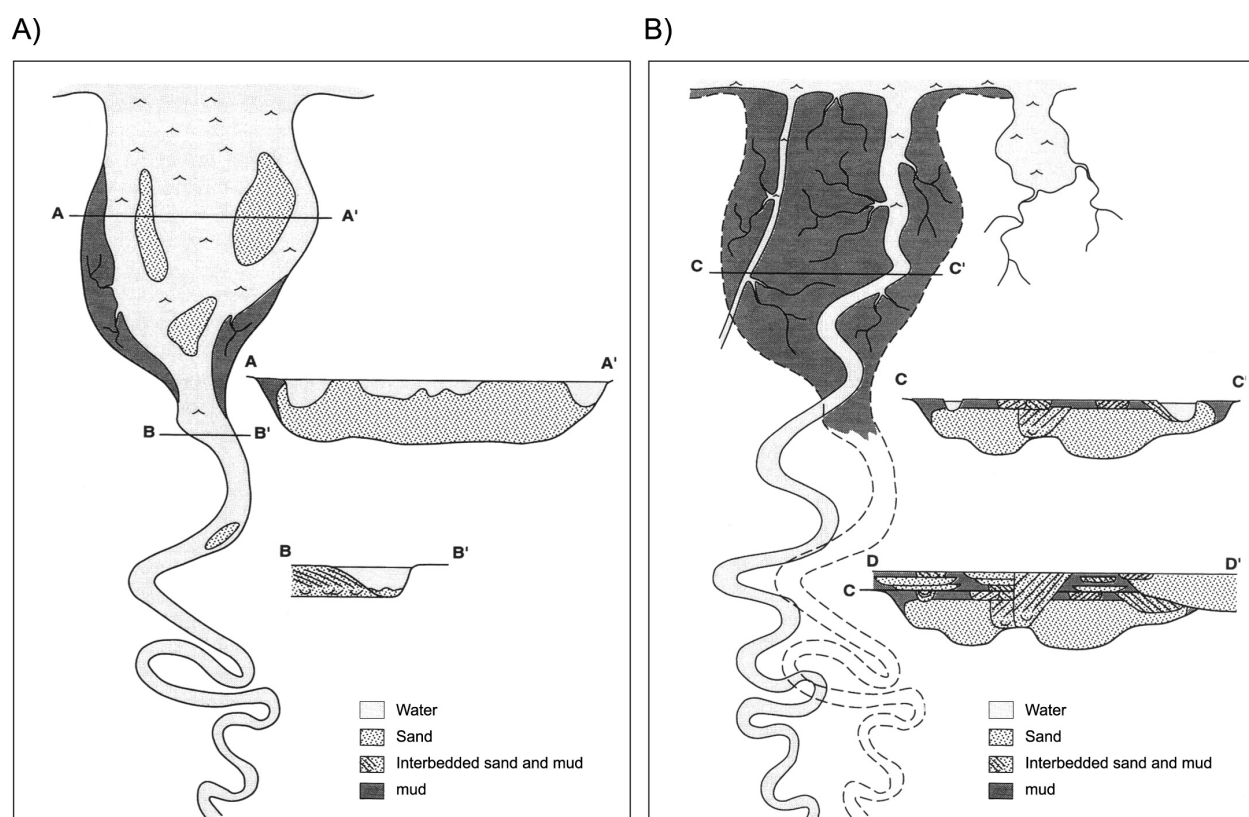 A)
B)
A
A'
A
A'
B
B'
B
B'
Water
Sand
Interbedded sand and mud
mud
C
C'
C
C'
D
D'
C
Water
Sand
Interbedded sand and mud
mud